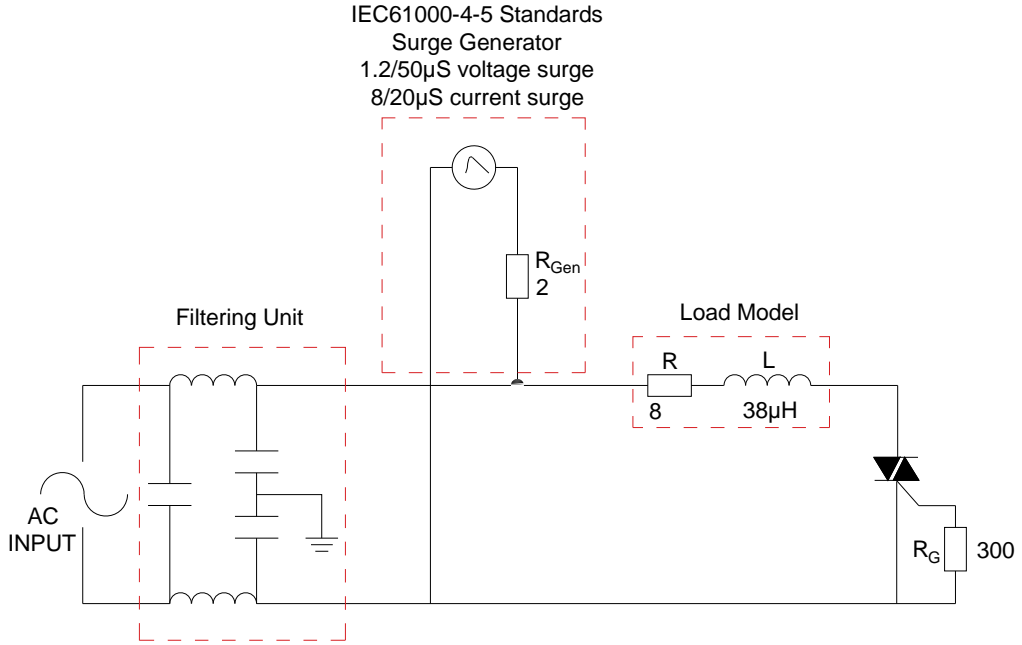 IEC61000-4-5 Standards
Surge Generator
1.2/50µS voltage surge
8/20µS current surge
RGen
2
Filtering Unit
Load Model
R
L
8
38µH
AC
INPUT
RG
300